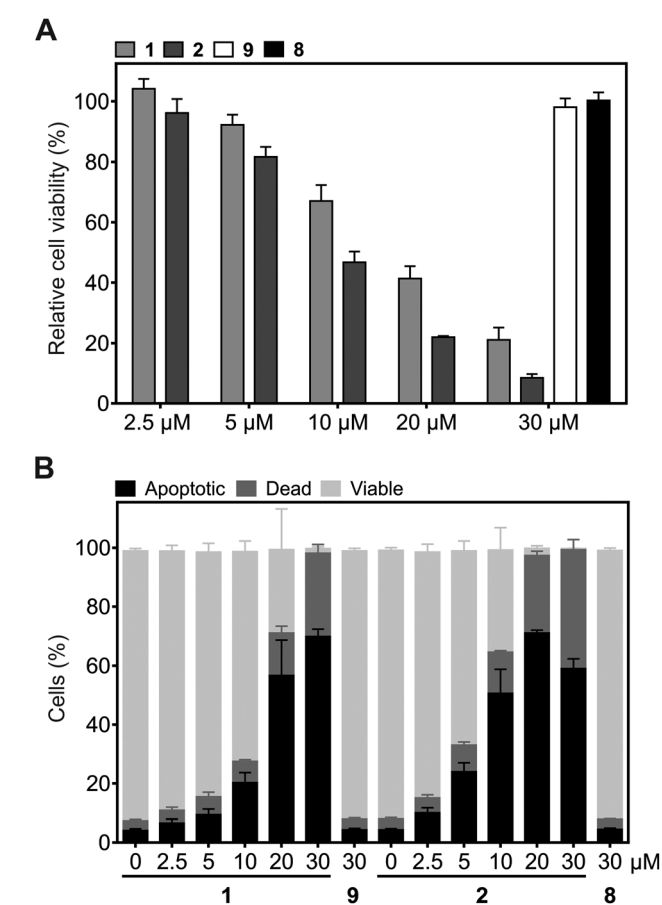 A
1 2 9 8
Relative cell viability (%)
100
80
60
40
20
0
2.5 µM 5 µM 10 µM 20 µM 30 µM
B
Apoptotic Dead Viable
Cells (%)
100
80
60
40
20
0
0 2.5 5 10 20 30 30 0 2.5 5 10 20 30 30 µM
1 9 2 8